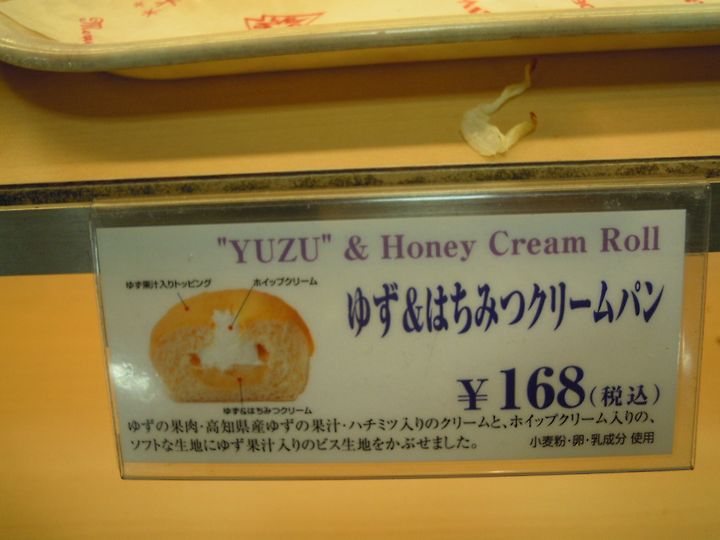 "YUZU" & Honey Cream Roll
ゆず&はちみつクリームパン
ゆず果汁入りトッピング
ホイップクリーム
ゆず&はちみつクリーム
¥168(税込)
ゆずの果肉・高知県産ゆずの果汁・ハチミツ入りのクリームと、ホイップクリーム入りの、
ソフトな生地にゆず果汁入りのビス生地をかぶせました。
小麦粉・卵・乳成分 使用